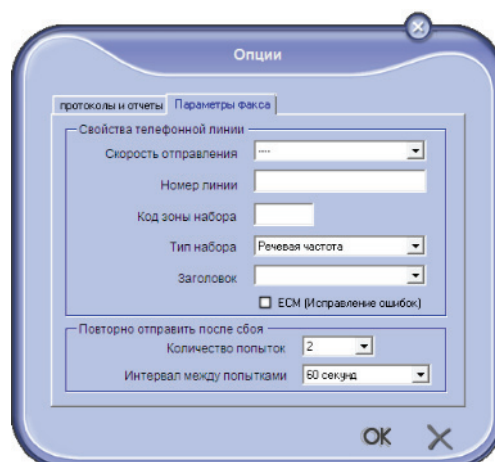 Опции
протоколы и отчеты Параметры факса
Свойства телефонной линии
Скорость отправления ----
Номер линии
Код зоны набора
Тип набора Речевая частота
Заголовок
ECM (Исправление ошибок)
Повторно отправить после сбоя
Количество попыток 2
Интервал между попытками 60 секунд
OK